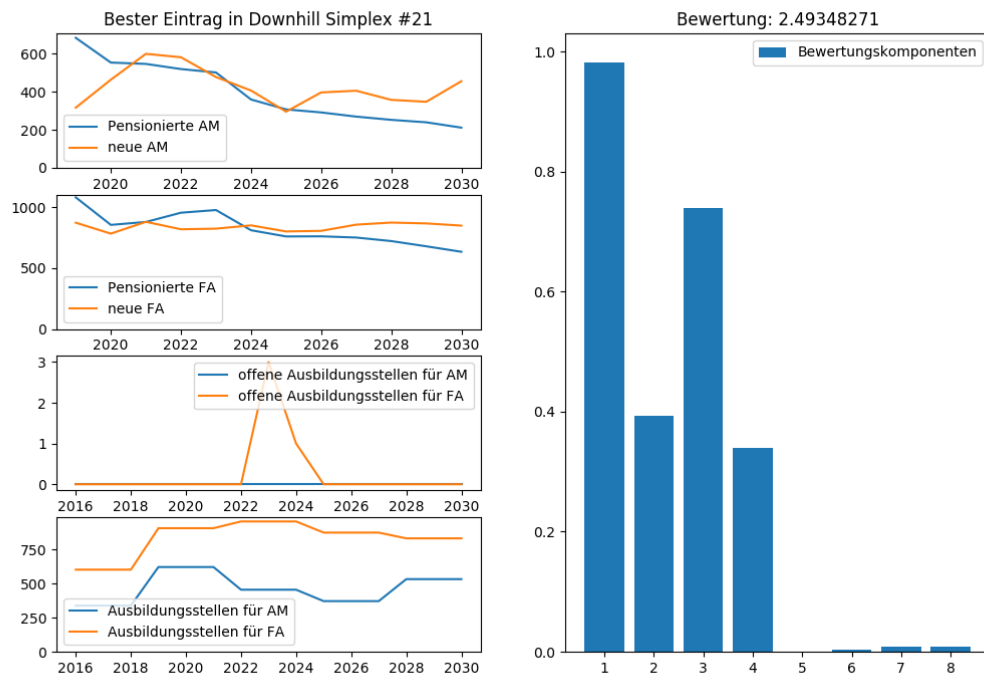 Bester Eintrag in Downhill Simplex #21
600
400
200
0
Pensionierte AM
neue AM
2020 2022 2024 2026 2028 2030
1000
500
0
Pensionierte FA
neue FA
2020 2022 2024 2026 2028 2030
3
2
1
0
offene Ausbildungsstellen für AM
offene Ausbildungsstellen für FA
2016 2018 2020 2022 2024 2026 2028 2030
750
500
250
0
Ausbildungsstellen für AM
Ausbildungsstellen für FA
2016 2018 2020 2022 2024 2026 2028 2030
Bewertung: 2.49348271
Bewertungskomponenten
1.0
0.8
0.6
0.4
0.2
0.0
1 2 3 4 5 6 7 8